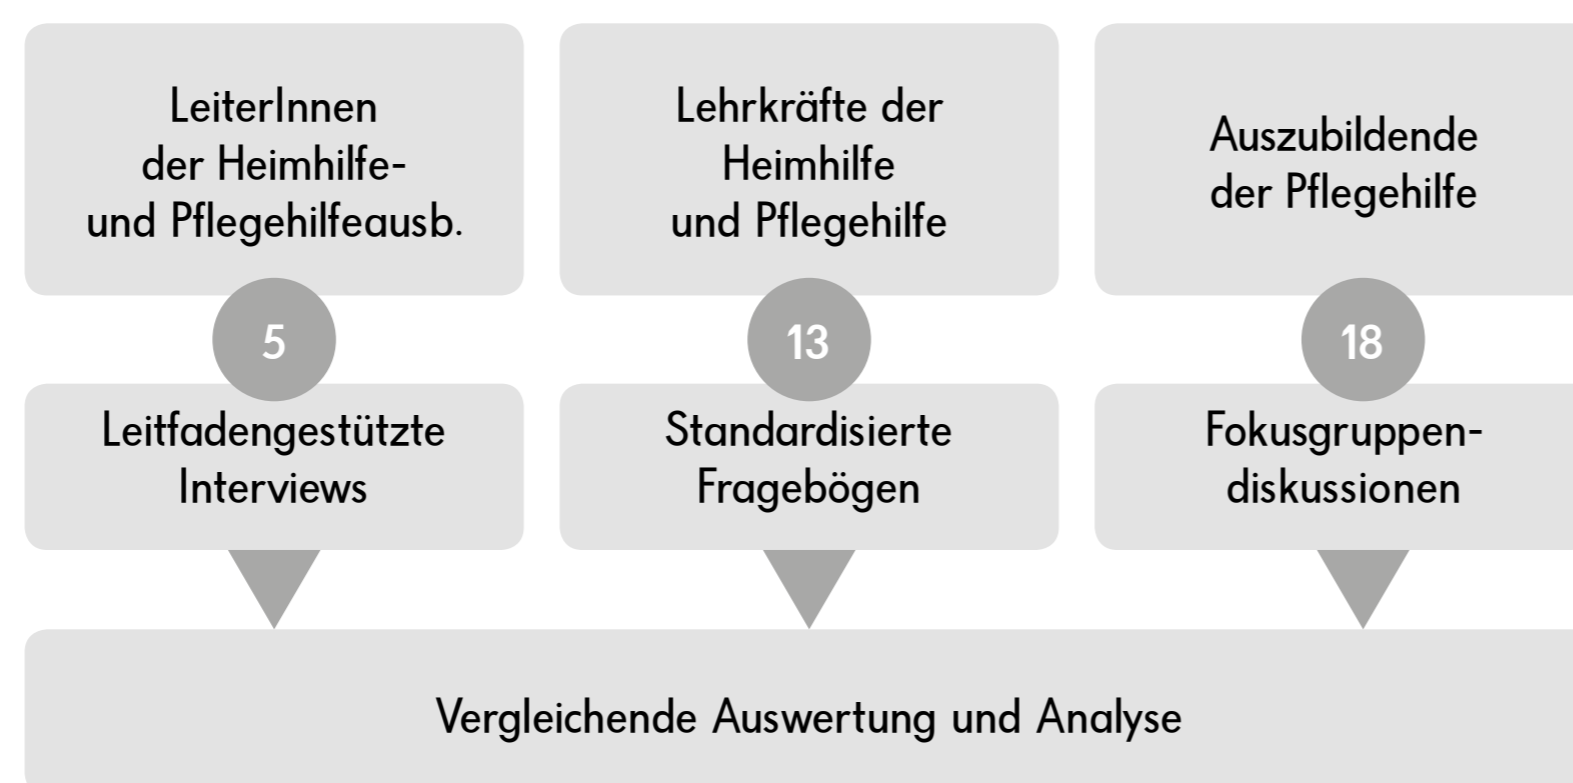 LeiterInnen
der Heimhilfe-
und Pflegehilfeausb.
5
Leitfadengestützte
Interviews
Lehrkräfte der
Heimhilfe
und Pflegehilfe
13
Standardisierte
Fragebögen
Auszubildende
der Pflegehilfe
18
Fokusgruppen-
diskussionen
Vergleichende Auswertung und Analyse